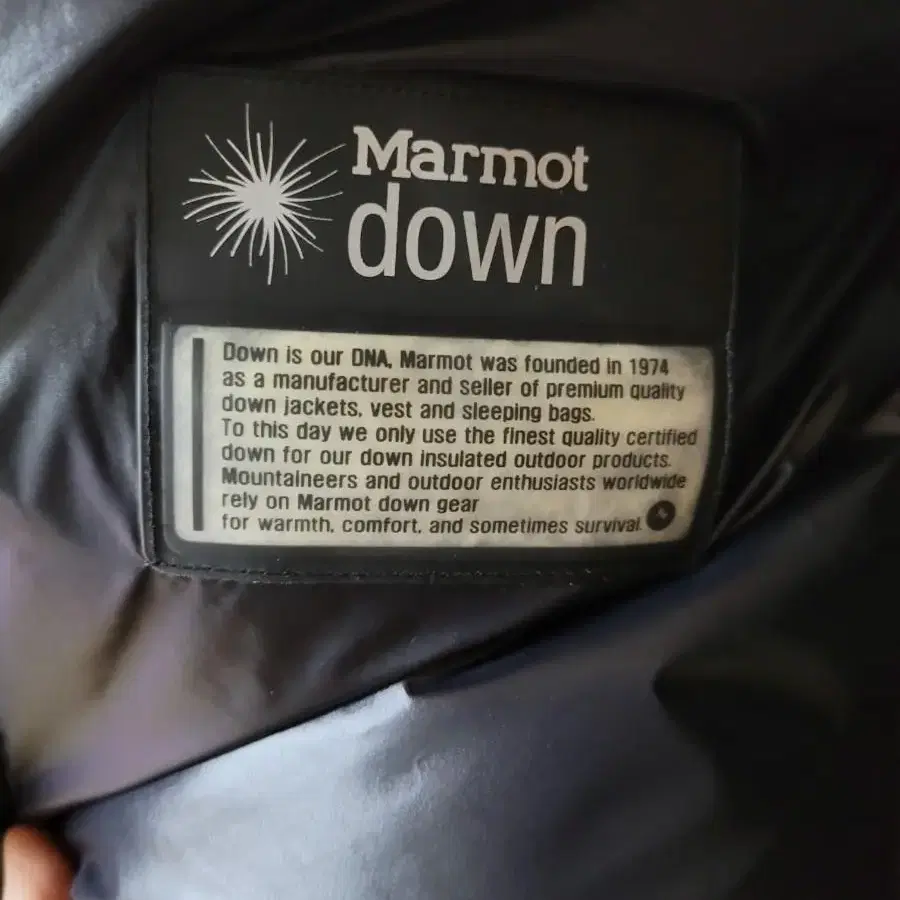 Marmot
down
Down is our DNA, Marmot was founded in 1974
as a manufacturer and seller of premium quality
down jackets, vest and sleeping bags.
To this day we only use the finest quality certified
down for our down insulated outdoor products.
Mountaineers and outdoor enthusiasts worldwide
rely on Marmot down gear
for warmth, comfort, and sometimes survival.